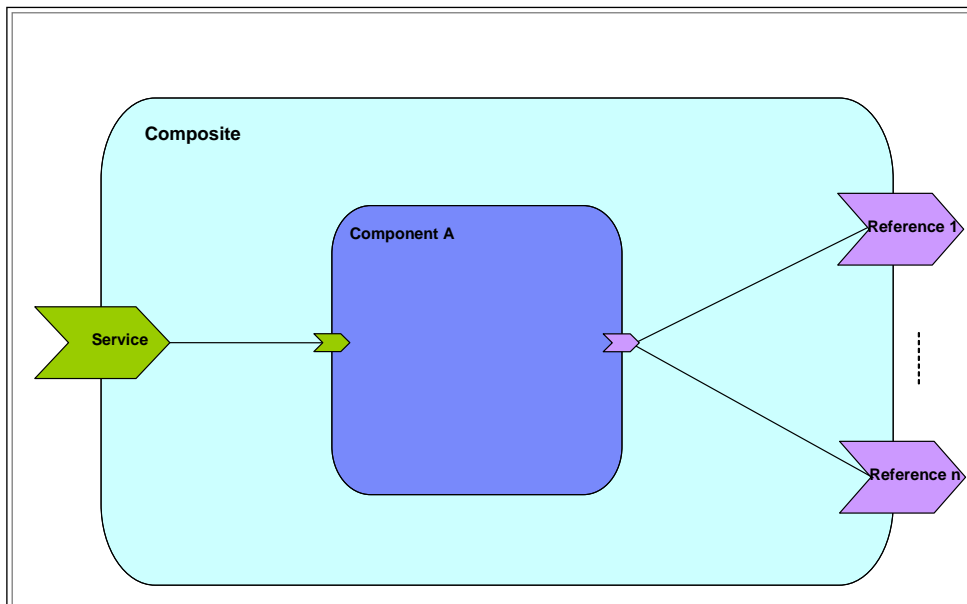 Composite
Component A
Reference 1
Service
Reference n